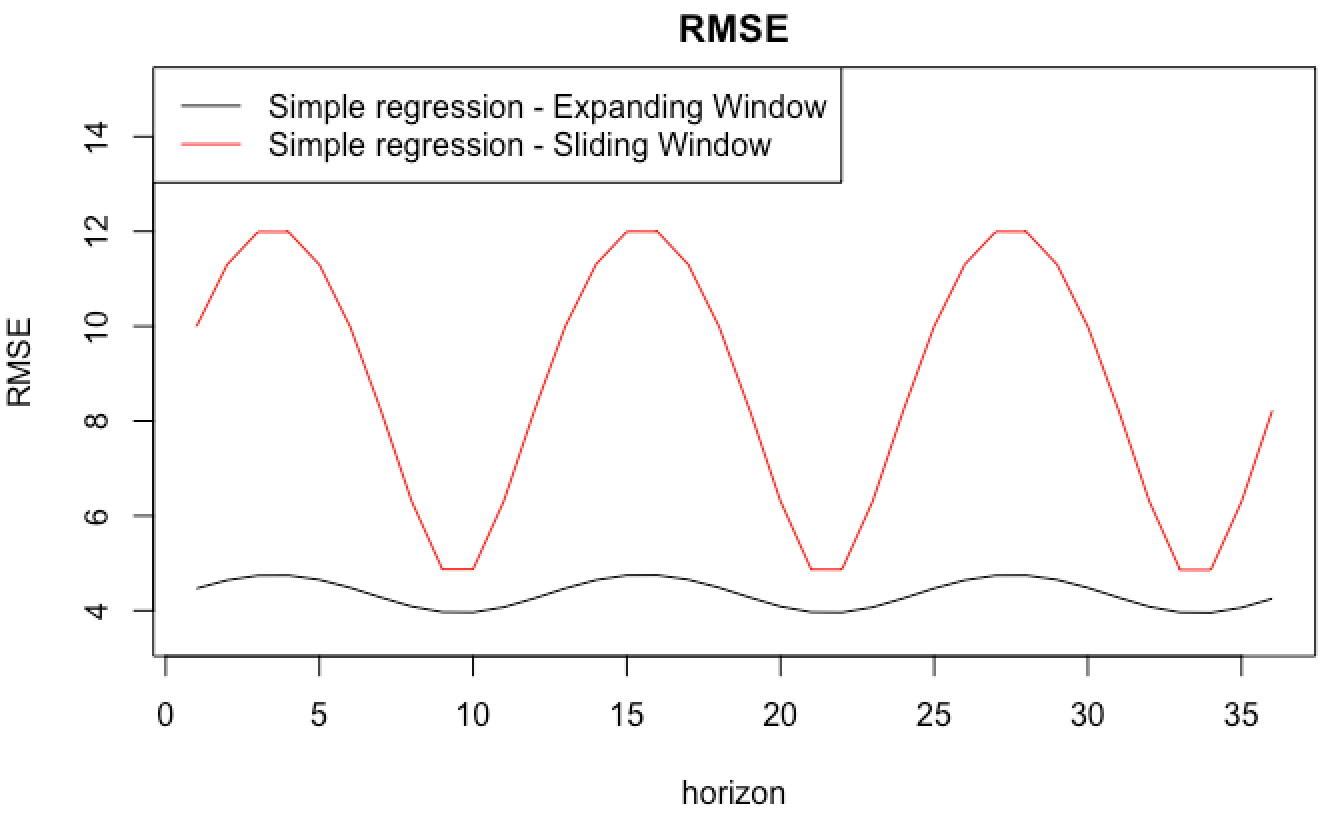 RMSE
Simple regression - Expanding Window
Simple regression - Sliding Window
14
12
10
8
6
4
RMSE
0 5 10 15 20 25 30 35
horizon